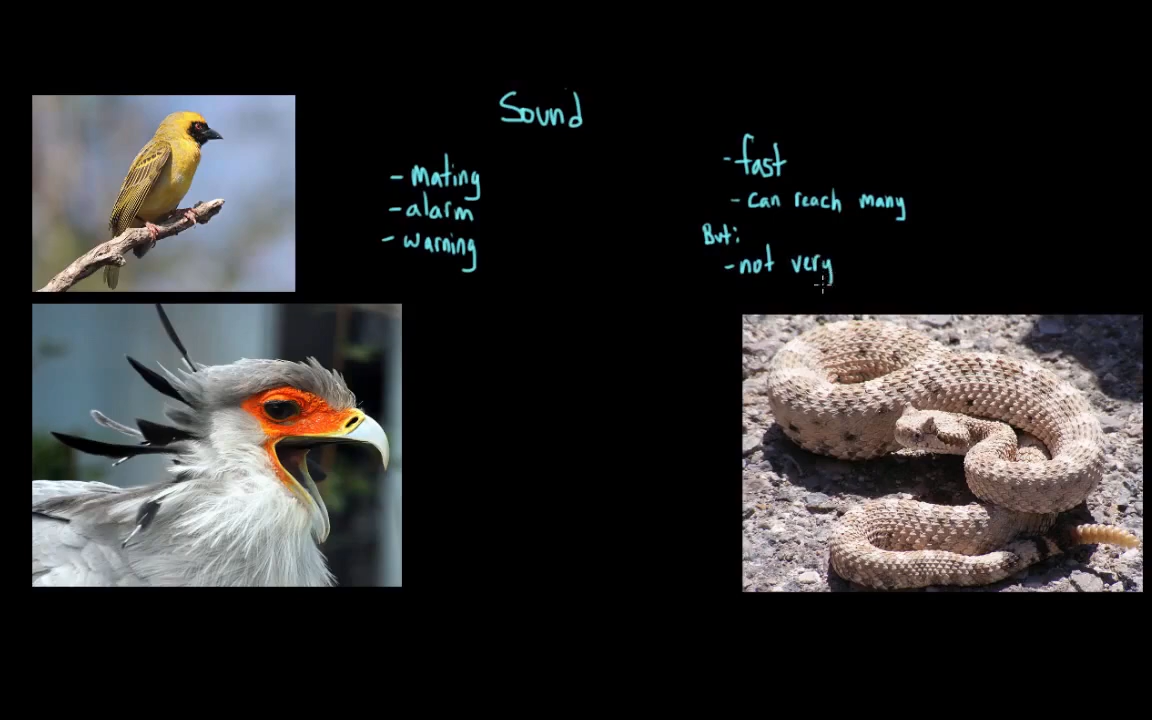 Sound
- Mating
- alarm
- warning
- fast
- Can reach many
But:
- not very